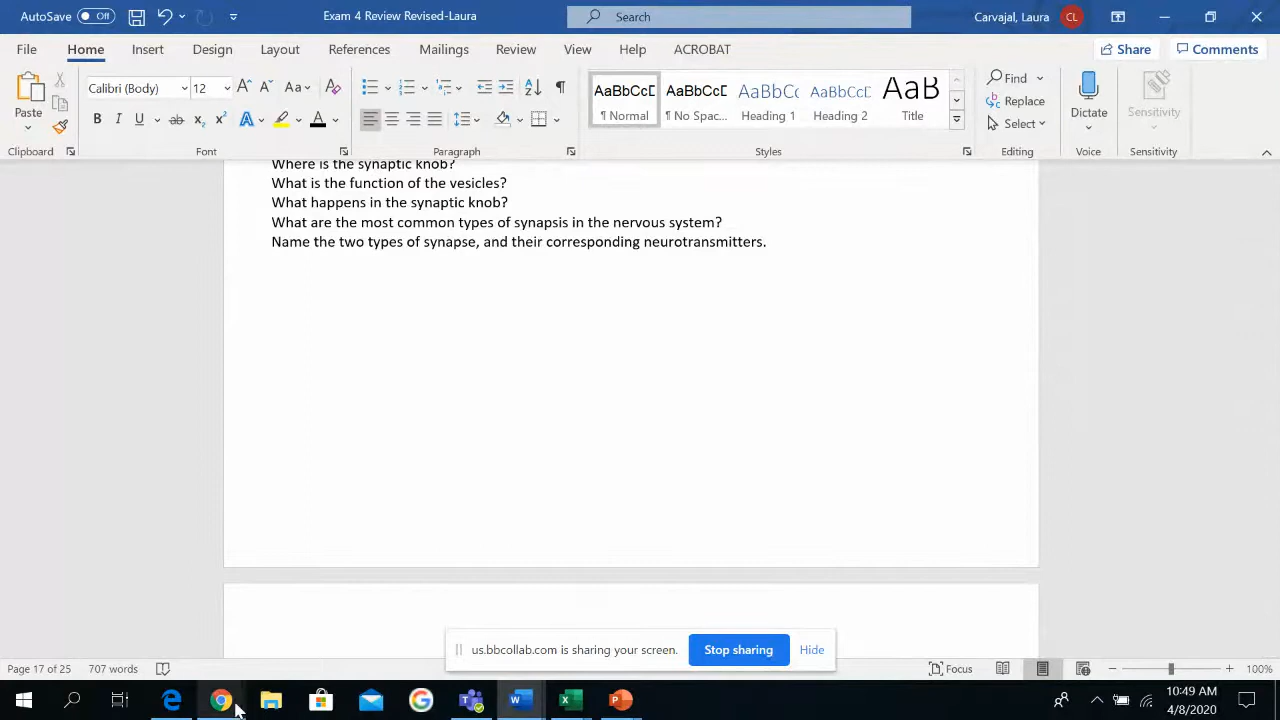 AutoSave Off Exam 4 Review Revised-Laura Search Carvajal, Laura CL
File Home Insert Design Layout References Mailings Review View Help ACROBAT Share Comments
Paste Calibri (Body) 12 AaBbCcD AaBbCcD AaBbCc AaBbCcD AaB Find Replace Select Dictate Sensitivity
¶ Normal ¶ No Spac... Heading 1 Heading 2 Title
Clipboard Font Paragraph Styles Editing Voice Sensitivity
Where is the synaptic knob?
What is the function of the vesicles?
What happens in the synaptic knob?
What are the most common types of synapsis in the nervous system?
Name the two types of synapse, and their corresponding neurotransmitters.
us.bbcollab.com is sharing your screen. Stop sharing Hide
Page 17 of 25 707 words Focus 100%
10:49 AM
4/8/2020